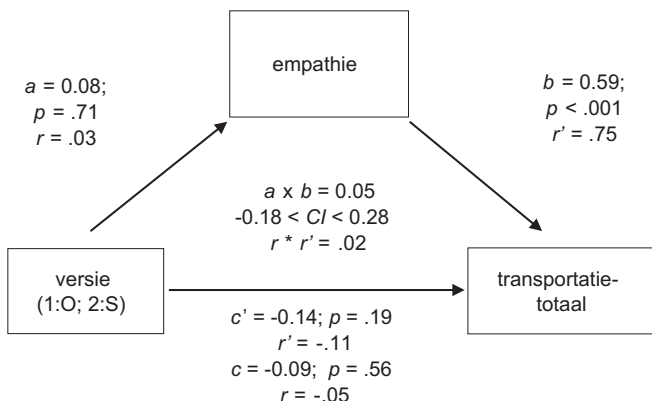 empathie
a = 0.08;
p = .71
r = .03
b = 0.59;
p < .001
r’ = .75
a x b = 0.05
-0.18 < CI < 0.28
r * r’ = .02
versie
(1:O; 2:S)
transportatie-
totaal
c’ = -0.14; p = .19
r’ = -.11
c = -0.09; p = .56
r = -.05